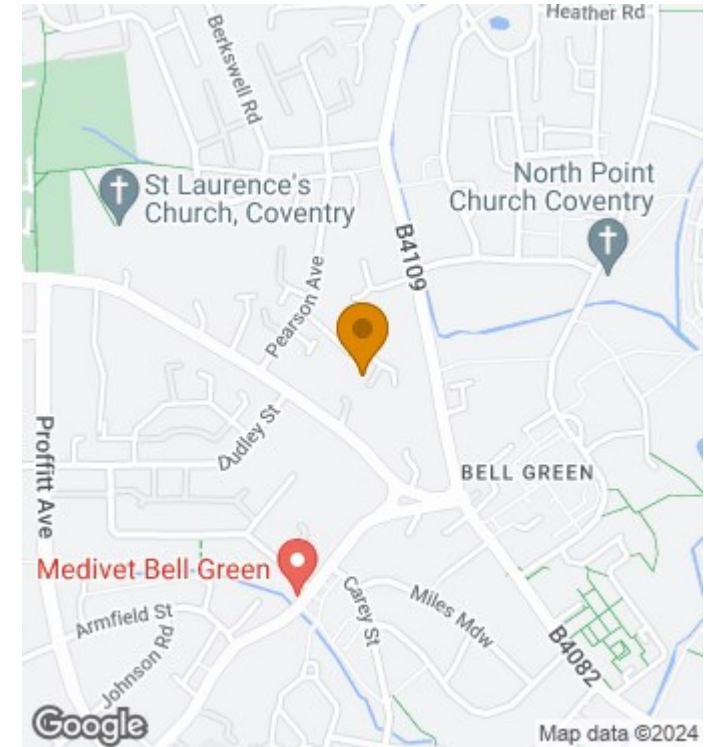 Heather Rd
Berkswell Rd
North Point
Church Coventry
St Laurence's
Church, Coventry
B4109
Pearson Ave
Dudley St
Proffitt Ave
BELL GREEN
Medivet Bell Green
Carey St
Miles Mdw
Armfield St
Johnson Rd
B4082
Google
Map data ©2024